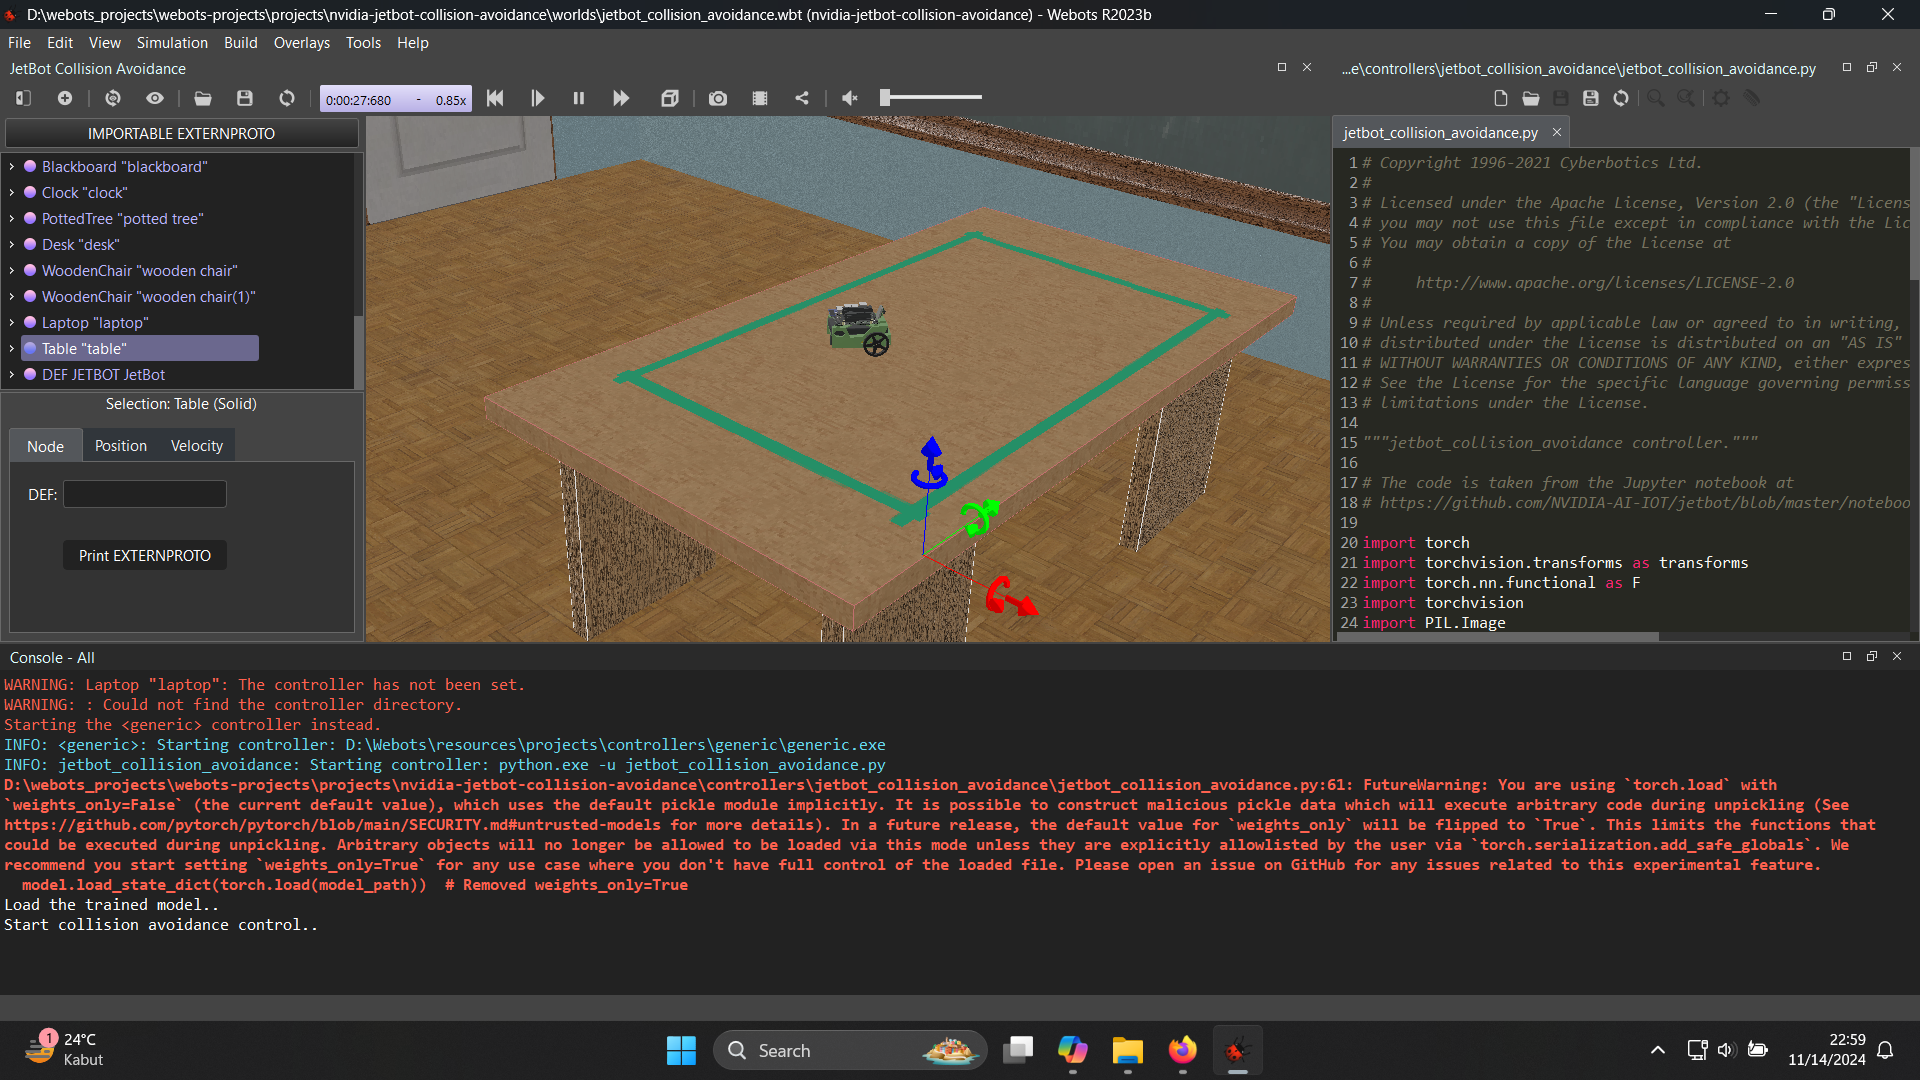 D:\webots_projects\webots-projects\projects\nvidia-jetbot-collision-avoidance\worlds\jetbot_collision_avoidance.wbt (nvidia-jetbot-collision-avoidance) - Webots R2023b
File Edit View Simulation Build Overlays Tools Help
JetBot Collision Avoidance
0:00:27:680 - 0.85x
IMPORTABLE EXTERNPROTO
Blackboard "blackboard"
Clock "clock"
PottedTree "potted tree"
Desk "desk"
WoodenChair "wooden chair"
WoodenChair "wooden chair(1)"
Laptop "laptop"
Table "table"
DEF JETBOT JetBot
Selection: Table (Solid)
Node Position Velocity
DEF:
Print EXTERNPROTO
...e\controllers\jetbot_collision_avoidance\jetbot_collision_avoidance.py
jetbot_collision_avoidance.py
1 # Copyright 1996-2021 Cyberbotics Ltd.
2 #
3 # Licensed under the Apache License, Version 2.0 (the "Licens
4 # you may not use this file except in compliance with the Lic
5 # You may obtain a copy of the License at
6 #
7 #     http://www.apache.org/licenses/LICENSE-2.0
8 #
9 # Unless required by applicable law or agreed to in writing,
10 # distributed under the License is distributed on an "AS IS"
11 # WITHOUT WARRANTIES OR CONDITIONS OF ANY KIND, either expres
12 # See the License for the specific language governing permiss
13 # limitations under the License.
14
15 """jetbot_collision_avoidance controller."""
16
17 # The code is taken from the Jupyter notebook at
18 # https://github.com/NVIDIA-AI-IOT/jetbot/blob/master/noteboo
19
20 import torch
21 import torchvision.transforms as transforms
22 import torch.nn.functional as F
23 import torchvision
24 import PIL.Image
Console - All
WARNING: Laptop "laptop": The controller has not been set.
WARNING: : Could not find the controller directory.
Starting the <generic> controller instead.
INFO: <generic>: Starting controller: D:\Webots\resources\projects\controllers\generic\generic.exe
INFO: jetbot_collision_avoidance: Starting controller: python.exe -u jetbot_collision_avoidance.py
D:\webots_projects\webots-projects\projects\nvidia-jetbot-collision-avoidance\controllers\jetbot_collision_avoidance\jetbot_collision_avoidance.py:61: FutureWarning: You are using `torch.load` with
`weights_only=False` (the current default value), which uses the default pickle module implicitly. It is possible to construct malicious pickle data which will execute arbitrary code during unpickling (See
https://github.com/pytorch/pytorch/blob/main/SECURITY.md#untrusted-models for more details). In a future release, the default value for `weights_only` will be flipped to `True`. This limits the functions that
could be executed during unpickling. Arbitrary objects will no longer be allowed to be loaded via this mode unless they are explicitly allowlisted by the user via `torch.serialization.add_safe_globals`. We
recommend you start setting `weights_only=True` for any use case where you don't have full control of the loaded file. Please open an issue on GitHub for any issues related to this experimental feature.
model.load_state_dict(torch.load(model_path))  # Removed weights_only=True
Load the trained model..
Start collision avoidance control..
1
24°C
Kabut
Search
22:59
11/14/2024